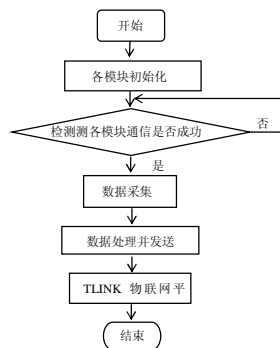 开始
各模块初始化
检测测各模块通信是否成功
否
是
数据采集
数据处理并发送
TLINK 物联网平
结束